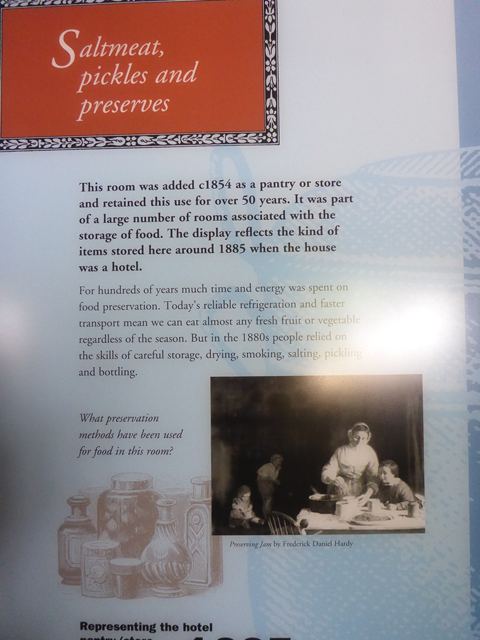 Saltmeat,
pickles and
preserves
This room was added c1854 as a pantry or store
and retained this use for over 50 years. It was part
of a large number of rooms associated with the
storage of food. The display reflects the kind of
items stored here around 1885 when the house
was a hotel.
For hundreds of years much time and energy was spent on
food preservation. Today's reliable refrigeration and faster
transport mean we can eat almost any fresh fruit or vegetable
regardless of the season. But in the 1880s people relied on
the skills of careful storage, drying, smoking, salting, pickling
and bottling.
What preservation
methods have been used
for food in this room?
Preserving Jam by Frederick Daniel Hardy
Representing the hotel
pantry/store